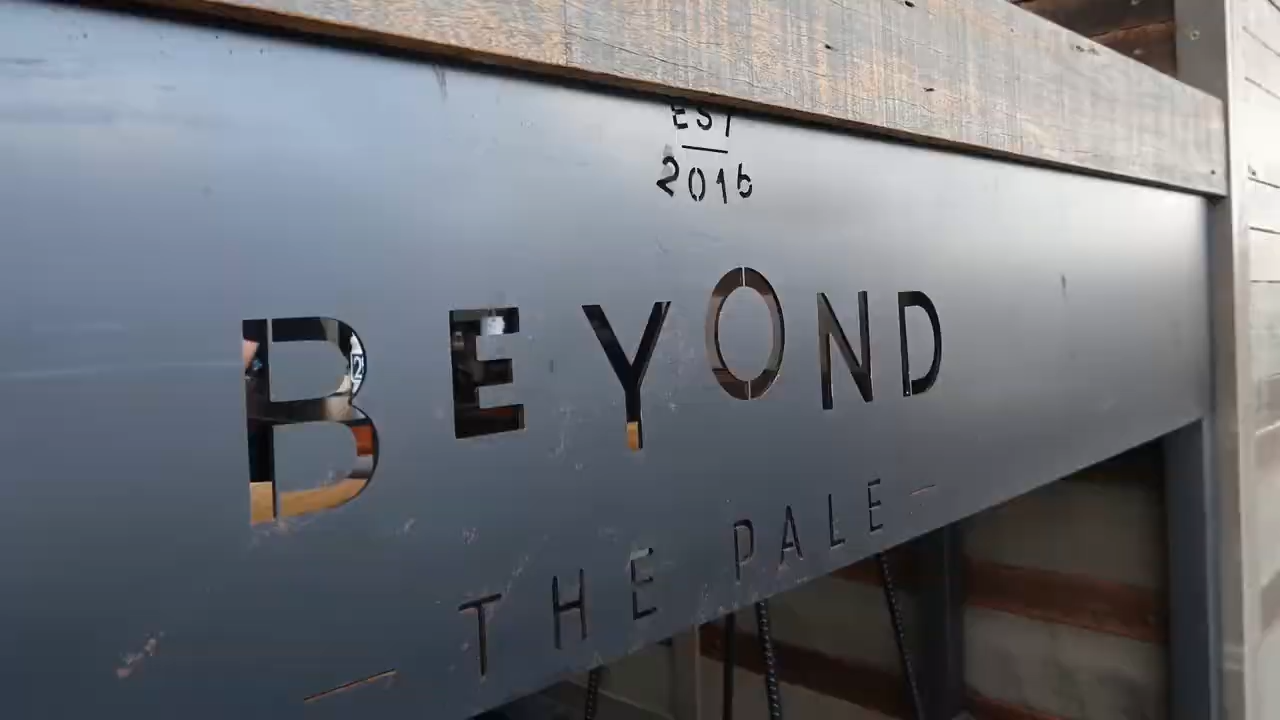 EST
2016
BEYOND
— THE PALE —